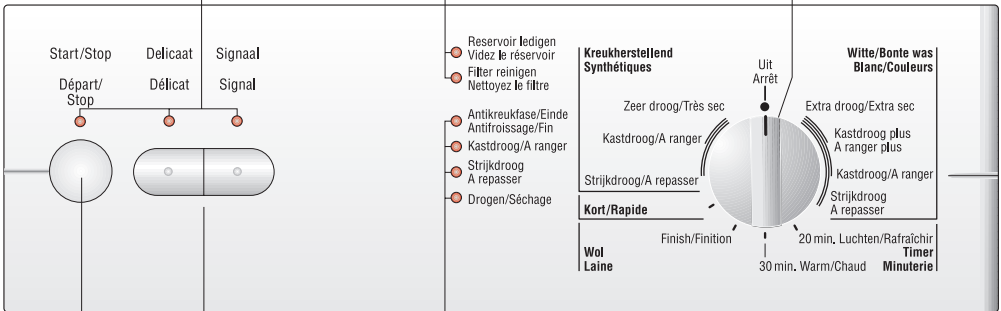 Start/Stop
Départ/
Stop
Delicaat
Délicat
Signaal
Signal
Reservoir ledigen
Videz le réservoir
Filter reinigen
Nettoyez le filtre
Antikreukfase/Einde
Antifroissage/Fin
Kastdroog/A ranger
Strijkdroog
A repasser
Drogen/Séchage
Kreukherstellend
Synthétiques
Uit
Arrêt
Witte/Bonte was
Blanc/Couleurs
Zeer droog/Très sec
Kastdroog/A ranger
Strijkdroog/A repasser
Extra droog/Extra sec
Kastdroog plus
A ranger plus
Kastdroog/A ranger
Strijkdroog
A repasser
Kort/Rapide
Finish/Finition
Wol
Laine
20 min. Luchten/Rafraîchir
30 min. Warm/Chaud
Timer
Minuterie